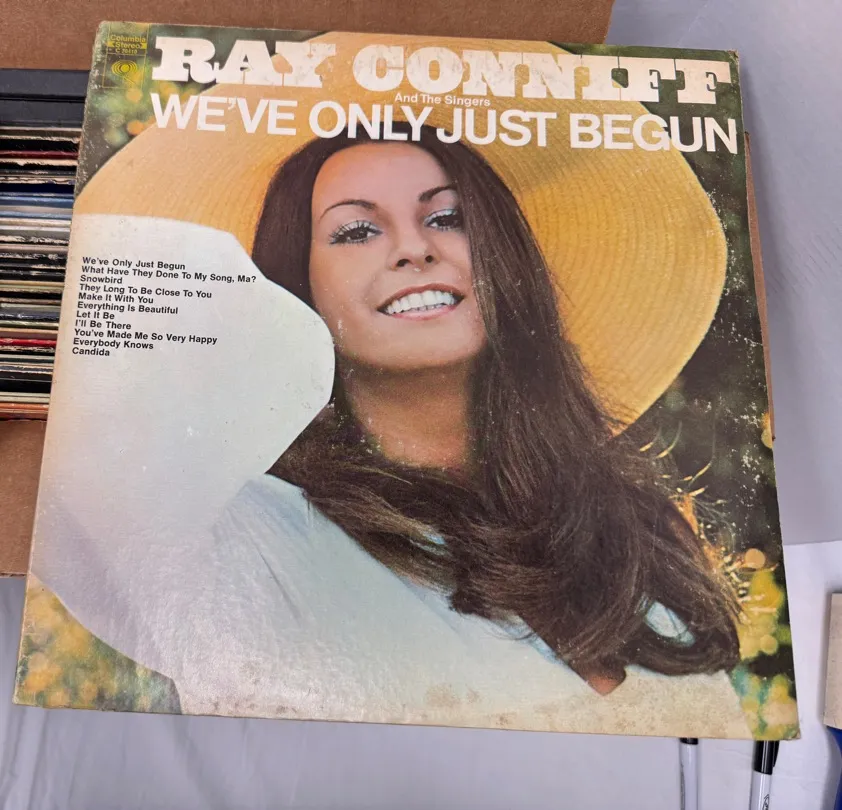 Columbia
Stereo
RAY CONNIFF
And The Singers
WE'VE ONLY JUST BEGUN
We've Only Just Begun
What Have They Done To My Song, Ma?
Snowbird
They Long To Be Close To You
Make It With You
Everything Is Beautiful
Let It Be
I'll Be There
You've Made Me So Very Happy
Everybody Knows
Candida